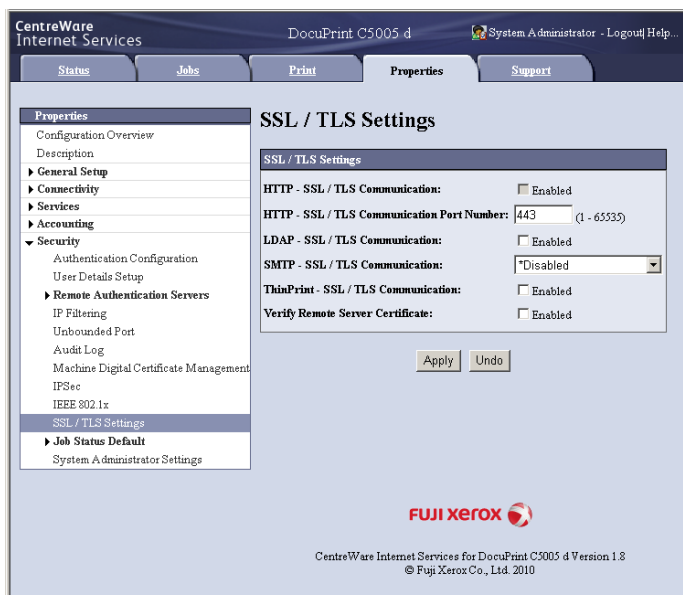 CentreWare
Internet Services
DocuPrint C5005 d
System Administrator - Logout| Help...
Status
Jobs
Print
Properties
Support
Properties
Configuration Overview
Description
General Setup
Connectivity
Services
Accounting
Security
Authentication Configuration
User Details Setup
Remote Authentication Servers
IP Filtering
Unbounded Port
Audit Log
Machine Digital Certificate Management
IPSec
IEEE 802.1x
SSL / TLS Settings
Job Status Default
System Administrator Settings
SSL / TLS Settings
SSL / TLS Settings
HTTP - SSL / TLS Communication: Enabled
HTTP - SSL / TLS Communication Port Number: 443 (1 - 65535)
LDAP - SSL / TLS Communication: Enabled
SMTP - SSL / TLS Communication: *Disabled
ThinPrint - SSL / TLS Communication: Enabled
Verify Remote Server Certificate: Enabled
Apply Undo
FUJI xerox
CentreWare Internet Services for DocuPrint C5005 d Version 1.8
© Fuji Xerox Co., Ltd. 2010